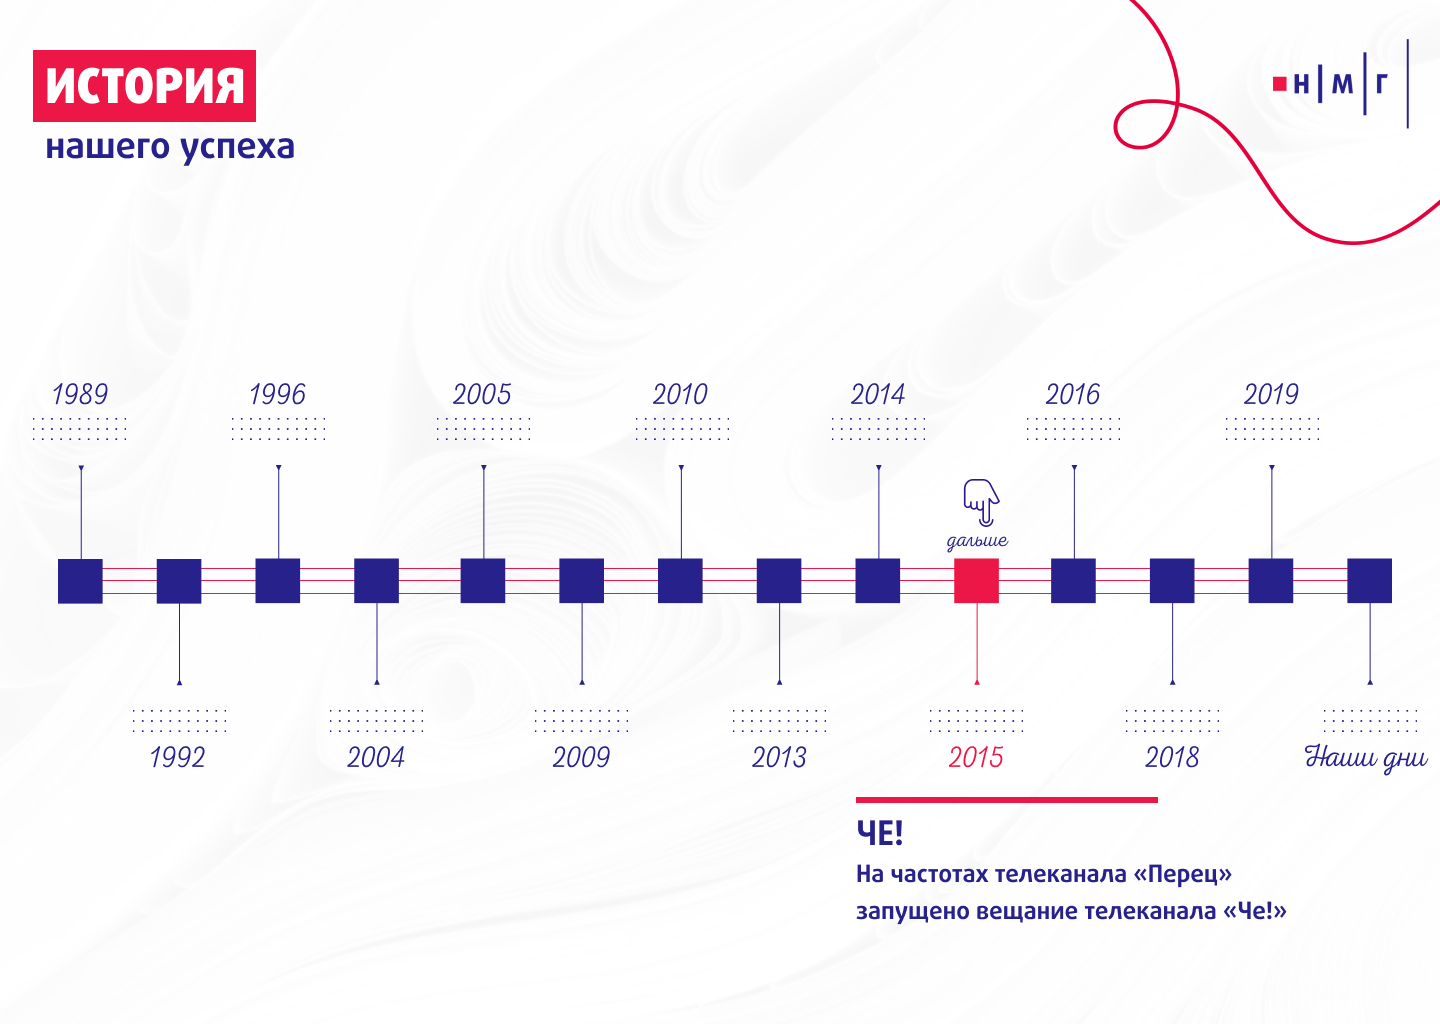 ИСТОРИЯ
нашего успеха
Н М Г
1989
1996
2005
2010
2014
2016
2019
дальше
1992
2004
2009
2013
2015
2018
Наши дни
ЧЕ!
На частотах телеканала «Перец»
запущено вещание телеканала «Че!»